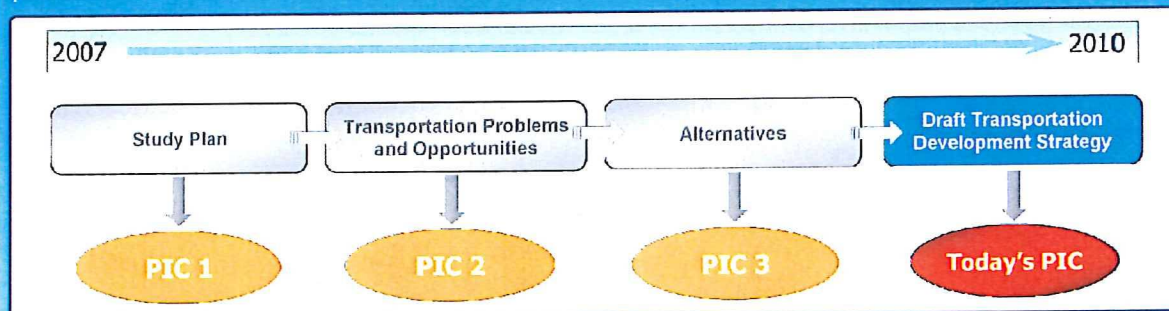 2007
2010
Study Plan
Transportation Problems
and Opportunities
Alternatives
Draft Transportation
Development Strategy
PIC 1
PIC 2
PIC 3
Today's PIC